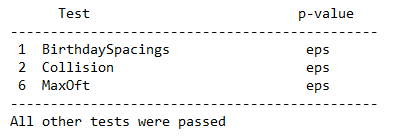 Test p-value
----------------------------------------------
1 BirthdaySpacings eps
2 Collision eps
6 MaxOft eps
----------------------------------------------
All other tests were passed